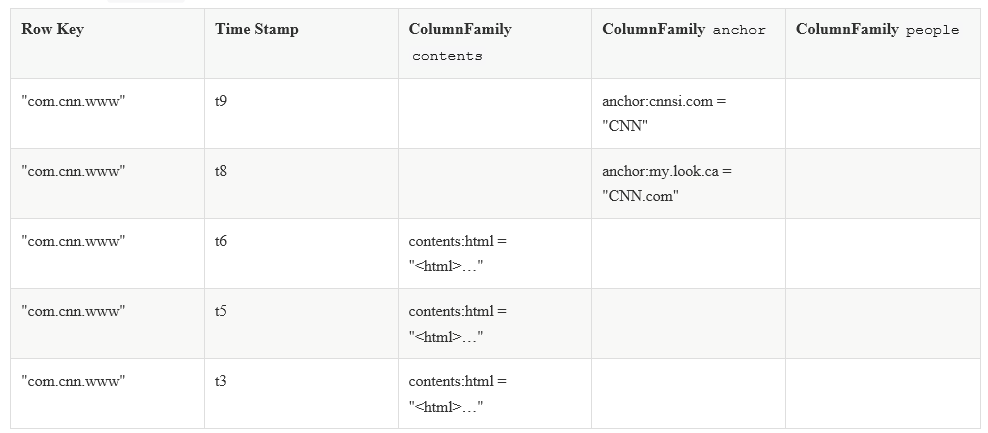 Row Key Time Stamp ColumnFamily ColumnFamily anchor ColumnFamily people
contents
"com.cnn.www" t9 anchor:cnnsi.com =
"CNN"
"com.cnn.www" t8 anchor:my.look.ca =
"CNN.com"
"com.cnn.www" t6 contents:html =
"<html>…"
"com.cnn.www" t5 contents:html =
"<html>…"
"com.cnn.www" t3 contents:html =
"<html>…"